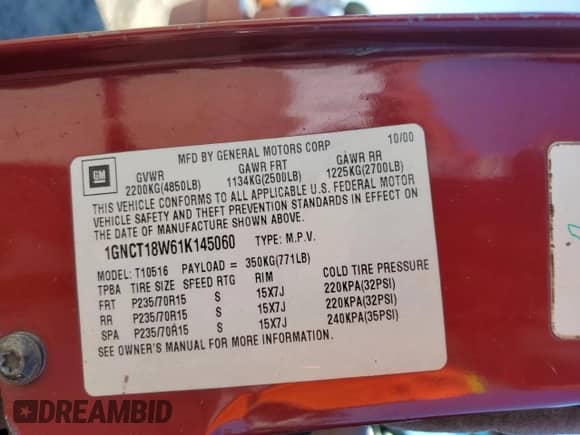 MFD BY GENERAL MOTORS CORP 10/00
GM GVWR GAWR FRT GAWR RR
2200KG(4850LB) 1134KG(2500LB) 1225KG(2700LB)
THIS VEHICLE CONFORMS TO ALL APPLICABLE U.S. FEDERAL MOTOR
VEHICLE SAFETY AND THEFT PREVENTION STANDARDS IN EFFECT ON
THE DATE OF MANUFACTURE SHOWN ABOVE.
1GNCT18W61K145060 TYPE: M.P.V.
MODEL: T10516 PAYLOAD = 350KG(771LB)
TPBA TIRE SIZE SPEED RTG RIM COLD TIRE PRESSURE
FRT P235/70R15 S 15X7J 220KPA(32PSI)
RR P235/70R15 S 15X7J 220KPA(32PSI)
SPA P235/70R15 S 15X7J 240KPA(35PSI)
SEE OWNER'S MANUAL FOR MORE INFORMATION.
DREAMBID